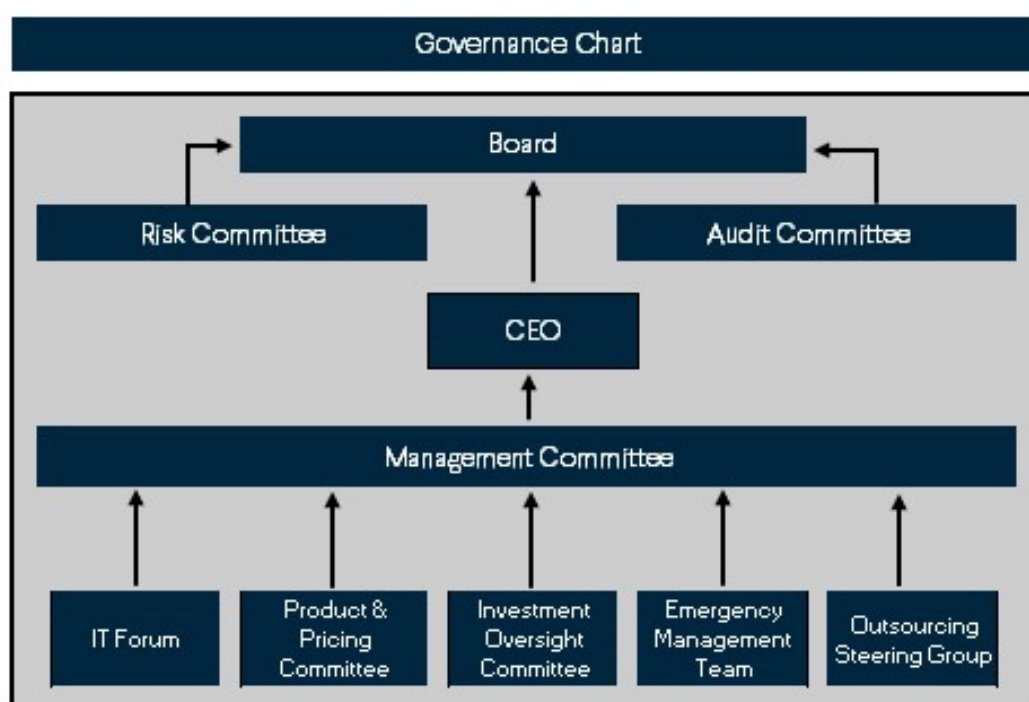 Governance Chart
Board
Risk Committee
Audit Committee
CEO
Management Committee
IT Forum
Product &
Pricing
Committee
Investment
Oversight
Committee
Emergency
Management
Team
Outsourcing
Steering Group